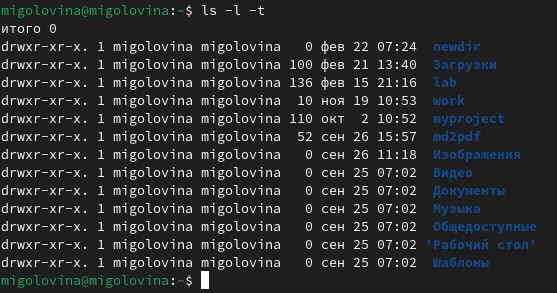 migolovina@migolovina:~$ ls -l -t
итого 0
drwxr-xr-x. 1 migolovina migolovina   0 фев 22 07:24  newdir
drwxr-xr-x. 1 migolovina migolovina 100 фев 21 13:40  Загрузки
drwxr-xr-x. 1 migolovina migolovina 136 фев 15 21:16  lab
drwxr-xr-x. 1 migolovina migolovina  10 ноя 19 10:53  work
drwxr-xr-x. 1 migolovina migolovina 110 окт  2 10:52  myproject
drwxr-xr-x. 1 migolovina migolovina  52 сен 26 15:57  md2pdf
drwxr-xr-x. 1 migolovina migolovina   0 сен 26 11:18  Изображения
drwxr-xr-x. 1 migolovina migolovina   0 сен 25 07:02  Видео
drwxr-xr-x. 1 migolovina migolovina   0 сен 25 07:02  Документы
drwxr-xr-x. 1 migolovina migolovina   0 сен 25 07:02  Музыка
drwxr-xr-x. 1 migolovina migolovina   0 сен 25 07:02  Общедоступные
drwxr-xr-x. 1 migolovina migolovina   0 сен 25 07:02 'Рабочий стол'
drwxr-xr-x. 1 migolovina migolovina   0 сен 25 07:02  Шаблоны
migolovina@migolovina:~$